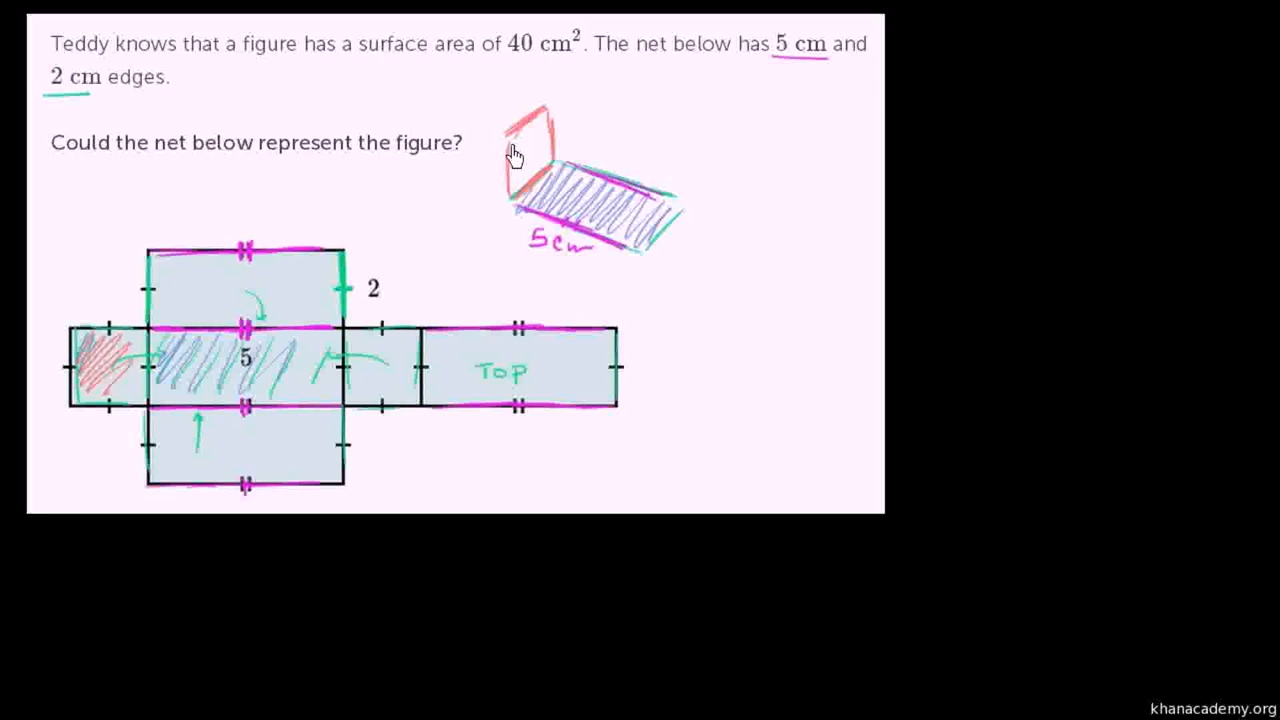 Teddy knows that a figure has a surface area of 40 cm². The net below has 5 cm and
2 cm edges.
Could the net below represent the figure?
5cm
2
5
TOP
khanacademy.org